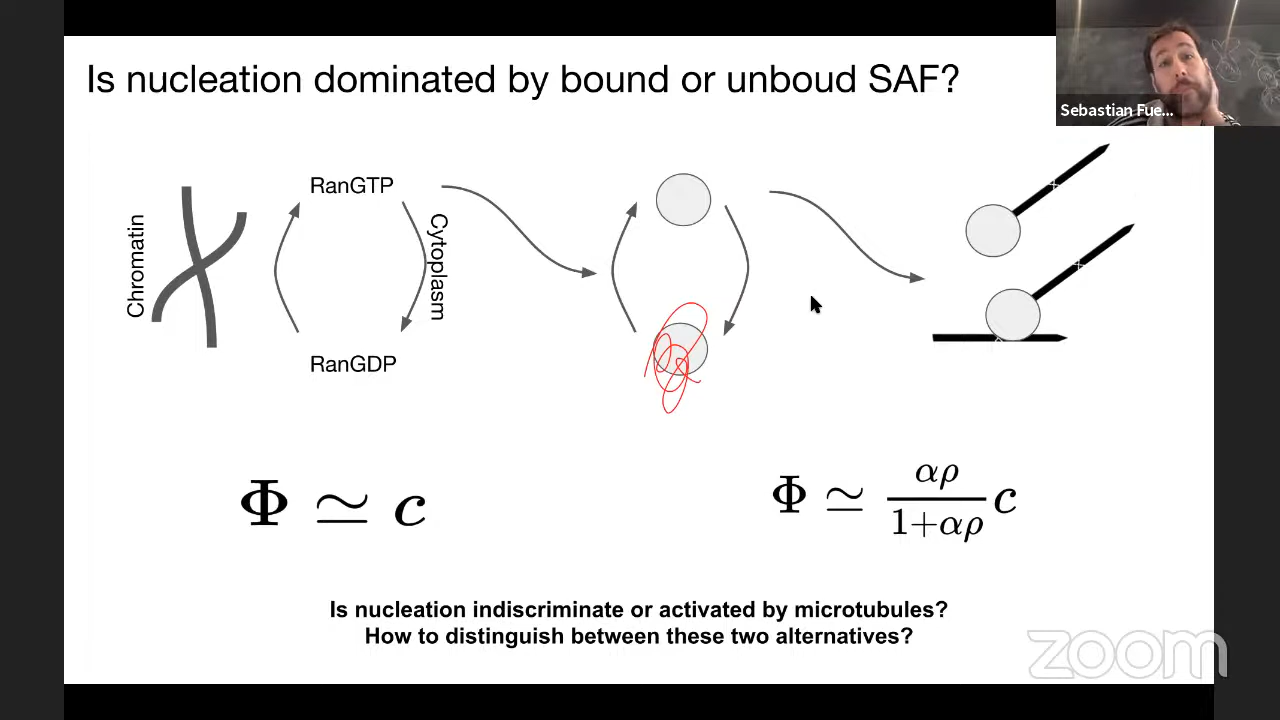 Is nucleation dominated by bound or unboud SAF?
Sebastian Fue...
Chromatin
RanGTP
Cytoplasm
RanGDP
Φ ≃ c
Φ ≃ αρ/(1+αρ) c
Is nucleation indiscriminate or activated by microtubules?
How to distinguish between these two alternatives?
zoom